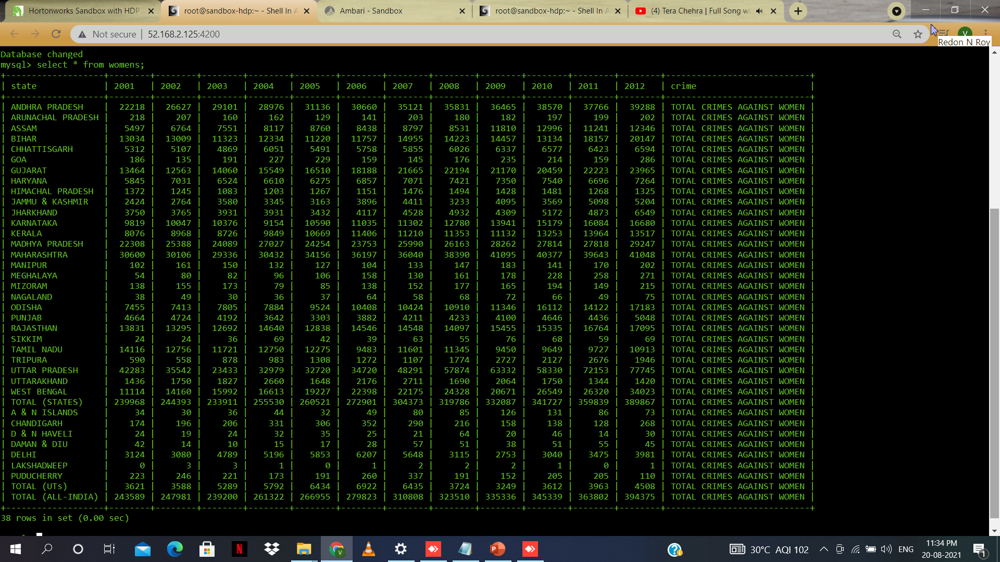 Hortonworks Sandbox with HDP
root@sandbox-hdp:~ - Shell In A
Ambari - Sandbox
root@sandbox-hdp:~ - Shell In A
(4) Tera Chehra | Full Song w
Not secure | 52.168.2.125:4200
V
Redon N Roy
Database changed
mysql> select * from womens;
| state | 2001 | 2002 | 2003 | 2004 | 2005 | 2006 | 2007 | 2008 | 2009 | 2010 | 2011 | 2012 | crime |
| ANDHRA PRADESH | 22218 | 26627 | 29101 | 28976 | 31136 | 30660 | 35121 | 35831 | 36465 | 38570 | 37766 | 39288 | TOTAL CRIMES AGAINST WOMEN |
| ARUNACHAL PRADESH | 218 | 207 | 160 | 162 | 129 | 141 | 203 | 180 | 182 | 197 | 199 | 202 | TOTAL CRIMES AGAINST WOMEN |
| ASSAM | 5497 | 6764 | 7551 | 8117 | 8760 | 8438 | 8797 | 8531 | 11810 | 12996 | 11241 | 12346 | TOTAL CRIMES AGAINST WOMEN |
| BIHAR | 13034 | 13009 | 11323 | 12334 | 11220 | 11757 | 14955 | 14223 | 14457 | 13134 | 18157 | 20147 | TOTAL CRIMES AGAINST WOMEN |
| CHHATTISGARH | 5312 | 5107 | 4869 | 6051 | 5491 | 5758 | 5855 | 6026 | 6337 | 6577 | 6423 | 6594 | TOTAL CRIMES AGAINST WOMEN |
| GOA | 186 | 135 | 191 | 227 | 229 | 159 | 145 | 176 | 235 | 214 | 159 | 286 | TOTAL CRIMES AGAINST WOMEN |
| GUJARAT | 13464 | 12563 | 14060 | 15549 | 16510 | 18188 | 21665 | 22194 | 21170 | 20459 | 22223 | 23965 | TOTAL CRIMES AGAINST WOMEN |
| HARYANA | 5845 | 7031 | 6524 | 6610 | 6275 | 6857 | 7071 | 7421 | 7350 | 7540 | 6696 | 7264 | TOTAL CRIMES AGAINST WOMEN |
| HIMACHAL PRADESH | 1372 | 1245 | 1083 | 1203 | 1267 | 1151 | 1476 | 1494 | 1428 | 1481 | 1268 | 1325 | TOTAL CRIMES AGAINST WOMEN |
| JAMMU & KASHMIR | 2424 | 2764 | 3580 | 3345 | 3163 | 3896 | 4411 | 3233 | 4095 | 3569 | 5098 | 5204 | TOTAL CRIMES AGAINST WOMEN |
| JHARKHAND | 3750 | 3765 | 3931 | 3931 | 3432 | 4117 | 4528 | 4932 | 4309 | 5172 | 4873 | 6549 | TOTAL CRIMES AGAINST WOMEN |
| KARNATAKA | 9819 | 10047 | 10376 | 9154 | 10590 | 11035 | 11302 | 12780 | 13941 | 15179 | 16084 | 16680 | TOTAL CRIMES AGAINST WOMEN |
| KERALA | 8076 | 8968 | 8726 | 9849 | 10669 | 11406 | 11210 | 11353 | 11132 | 13253 | 13964 | 13517 | TOTAL CRIMES AGAINST WOMEN |
| MADHYA PRADESH | 22308 | 25388 | 24089 | 27027 | 24254 | 23753 | 25990 | 26163 | 28262 | 27814 | 27818 | 29247 | TOTAL CRIMES AGAINST WOMEN |
| MAHARASHTRA | 30600 | 30106 | 29336 | 30432 | 34156 | 36197 | 36040 | 38390 | 41095 | 40377 | 39643 | 41048 | TOTAL CRIMES AGAINST WOMEN |
| MANIPUR | 102 | 161 | 150 | 132 | 127 | 104 | 133 | 147 | 183 | 141 | 170 | 202 | TOTAL CRIMES AGAINST WOMEN |
| MEGHALAYA | 54 | 80 | 82 | 96 | 106 | 158 | 130 | 161 | 178 | 228 | 258 | 271 | TOTAL CRIMES AGAINST WOMEN |
| MIZORAM | 138 | 155 | 173 | 79 | 85 | 138 | 152 | 177 | 165 | 194 | 149 | 215 | TOTAL CRIMES AGAINST WOMEN |
| NAGALAND | 38 | 49 | 30 | 36 | 37 | 64 | 58 | 68 | 72 | 66 | 49 | 75 | TOTAL CRIMES AGAINST WOMEN |
| ODISHA | 7455 | 7413 | 7805 | 7884 | 9524 | 10408 | 10424 | 10910 | 11346 | 16112 | 14122 | 17183 | TOTAL CRIMES AGAINST WOMEN |
| PUNJAB | 4664 | 4724 | 4192 | 3642 | 3303 | 3882 | 4211 | 4233 | 4100 | 4646 | 4436 | 5048 | TOTAL CRIMES AGAINST WOMEN |
| RAJASTHAN | 13831 | 13295 | 12692 | 14640 | 12838 | 14546 | 14548 | 14097 | 15455 | 15335 | 16764 | 17095 | TOTAL CRIMES AGAINST WOMEN |
| SIKKIM | 24 | 24 | 36 | 69 | 42 | 39 | 63 | 55 | 76 | 68 | 59 | 69 | TOTAL CRIMES AGAINST WOMEN |
| TAMIL NADU | 14116 | 12756 | 11721 | 12750 | 12275 | 9483 | 11601 | 11345 | 9450 | 9649 | 9727 | 10913 | TOTAL CRIMES AGAINST WOMEN |
| TRIPURA | 590 | 558 | 878 | 983 | 1308 | 1272 | 1107 | 1774 | 2727 | 2127 | 2676 | 1946 | TOTAL CRIMES AGAINST WOMEN |
| UTTAR PRADESH | 42283 | 35542 | 23433 | 32979 | 32720 | 34720 | 48291 | 57874 | 63332 | 58330 | 72153 | 77745 | TOTAL CRIMES AGAINST WOMEN |
| UTTARAKHAND | 1436 | 1750 | 1827 | 2660 | 1648 | 2176 | 2711 | 1690 | 2064 | 1750 | 1344 | 1420 | TOTAL CRIMES AGAINST WOMEN |
| WEST BENGAL | 11114 | 14160 | 15992 | 16613 | 19227 | 22398 | 22175 | 24328 | 20671 | 26549 | 26320 | 34023 | TOTAL CRIMES AGAINST WOMEN |
| TOTAL (STATES) | 239968 | 244393 | 233911 | 255530 | 260521 | 272901 | 304373 | 319786 | 332087 | 341727 | 359839 | 389867 | TOTAL CRIMES AGAINST WOMEN |
| A & N ISLANDS | 34 | 30 | 36 | 44 | 32 | 49 | 80 | 85 | 126 | 131 | 86 | 73 | TOTAL CRIMES AGAINST WOMEN |
| CHANDIGARH | 174 | 196 | 206 | 331 | 306 | 352 | 290 | 216 | 158 | 138 | 128 | 268 | TOTAL CRIMES AGAINST WOMEN |
| D & N HAVELI | 24 | 19 | 24 | 32 | 35 | 25 | 21 | 64 | 20 | 46 | 14 | 30 | TOTAL CRIMES AGAINST WOMEN |
| DAMAN & DIU | 42 | 14 | 10 | 15 | 17 | 28 | 57 | 51 | 38 | 51 | 55 | 45 | TOTAL CRIMES AGAINST WOMEN |
| DELHI | 3124 | 3080 | 4789 | 5196 | 5853 | 6207 | 5648 | 3115 | 2753 | 3040 | 3475 | 3981 | TOTAL CRIMES AGAINST WOMEN |
| LAKSHADWEEP | 0 | 3 | 3 | 1 | 0 | 1 | 2 | 2 | 2 | 1 | 0 | 1 | TOTAL CRIMES AGAINST WOMEN |
| PUDUCHERRY | 223 | 246 | 221 | 173 | 191 | 260 | 337 | 191 | 152 | 205 | 205 | 110 | TOTAL CRIMES AGAINST WOMEN |
| TOTAL (UTs) | 3621 | 3588 | 5289 | 5792 | 6434 | 6922 | 6435 | 3724 | 3249 | 3612 | 3963 | 4508 | TOTAL CRIMES AGAINST WOMEN |
| TOTAL (ALL-INDIA) | 243589 | 247981 | 239200 | 261322 | 266955 | 279823 | 310808 | 323510 | 335336 | 345339 | 363802 | 394375 | TOTAL CRIMES AGAINST WOMEN |
38 rows in set (0.00 sec)
30°C AQI 102
ENG
11:34 PM
20-08-2021
1